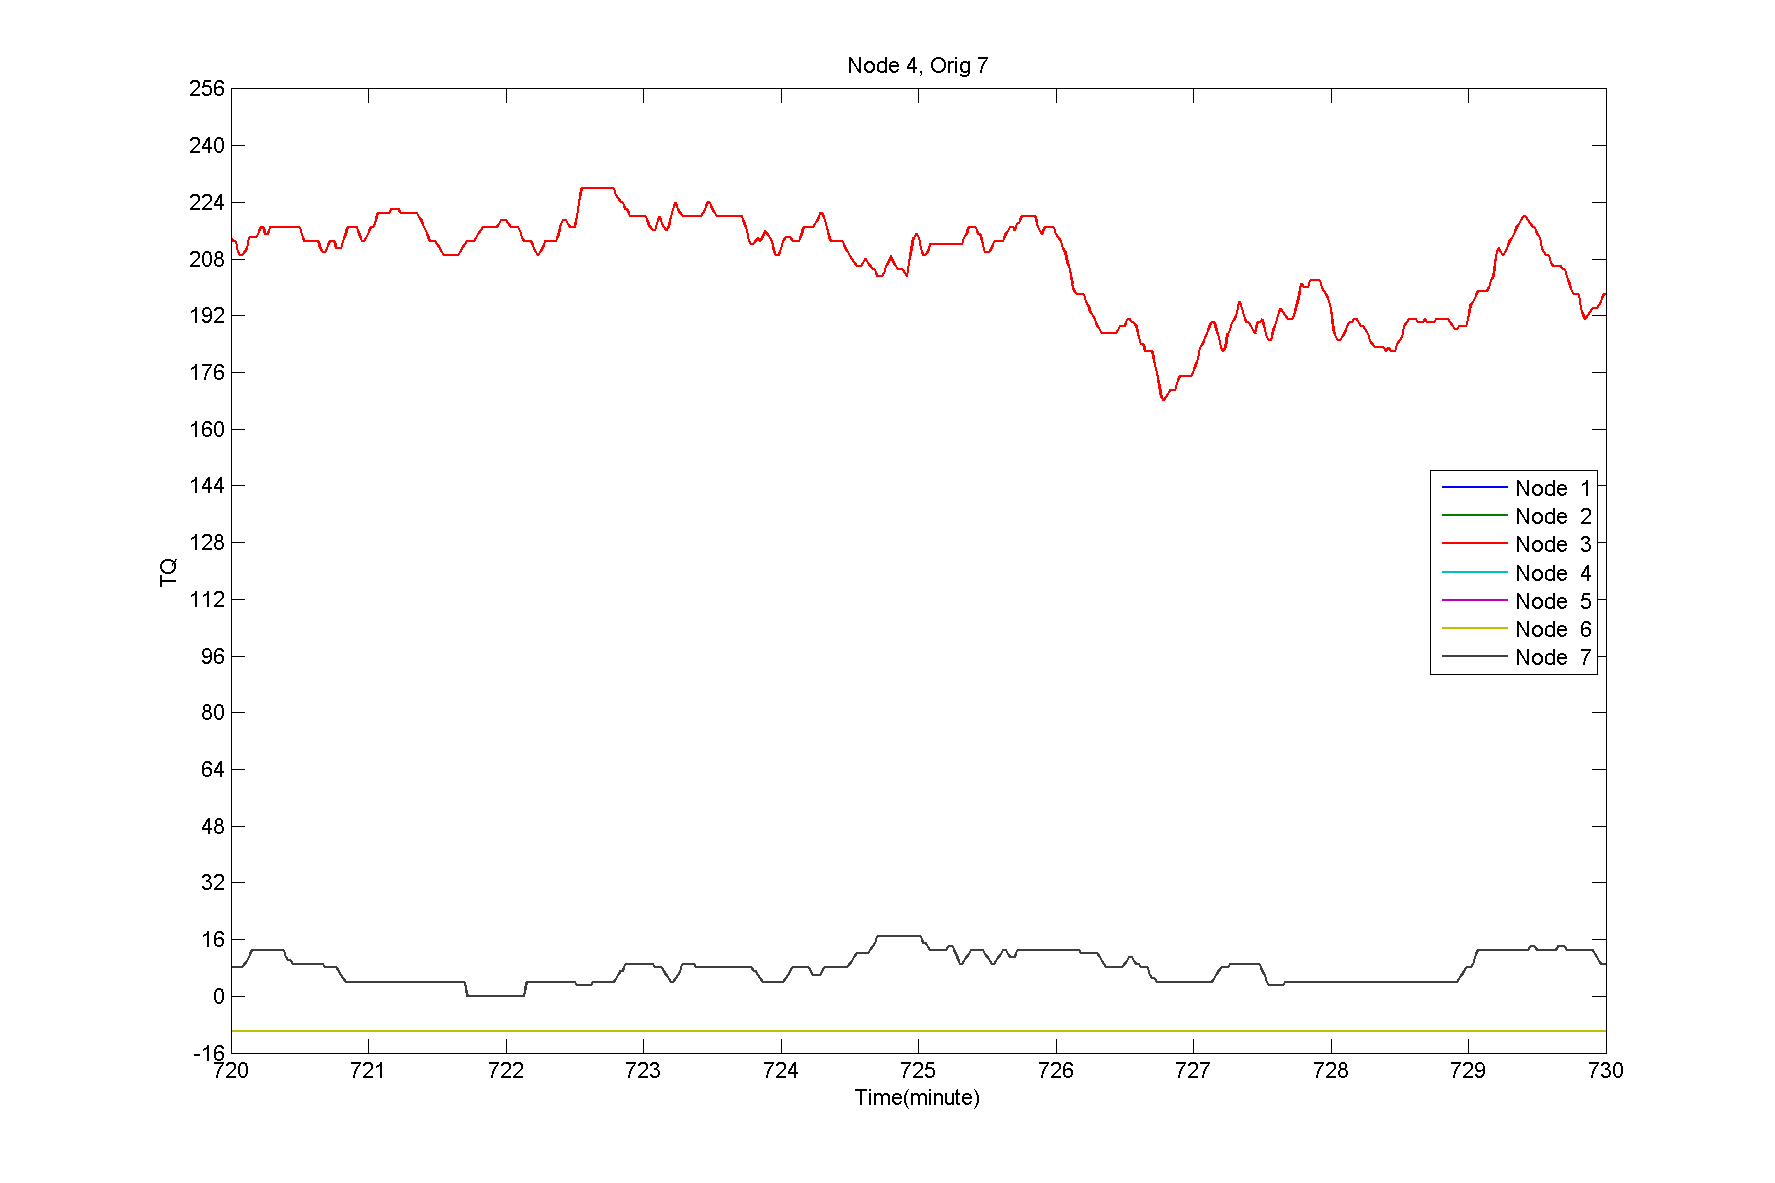 Node 4, Orig 7
256
240
224
208
192
176
160
144
128
112
96
80
64
48
32
16
0
-16
TQ
Node 1
Node 2
Node 3
Node 4
Node 5
Node 6
Node 7
720 721 722 723 724 725 726 727 728 729 730
Time(minute)